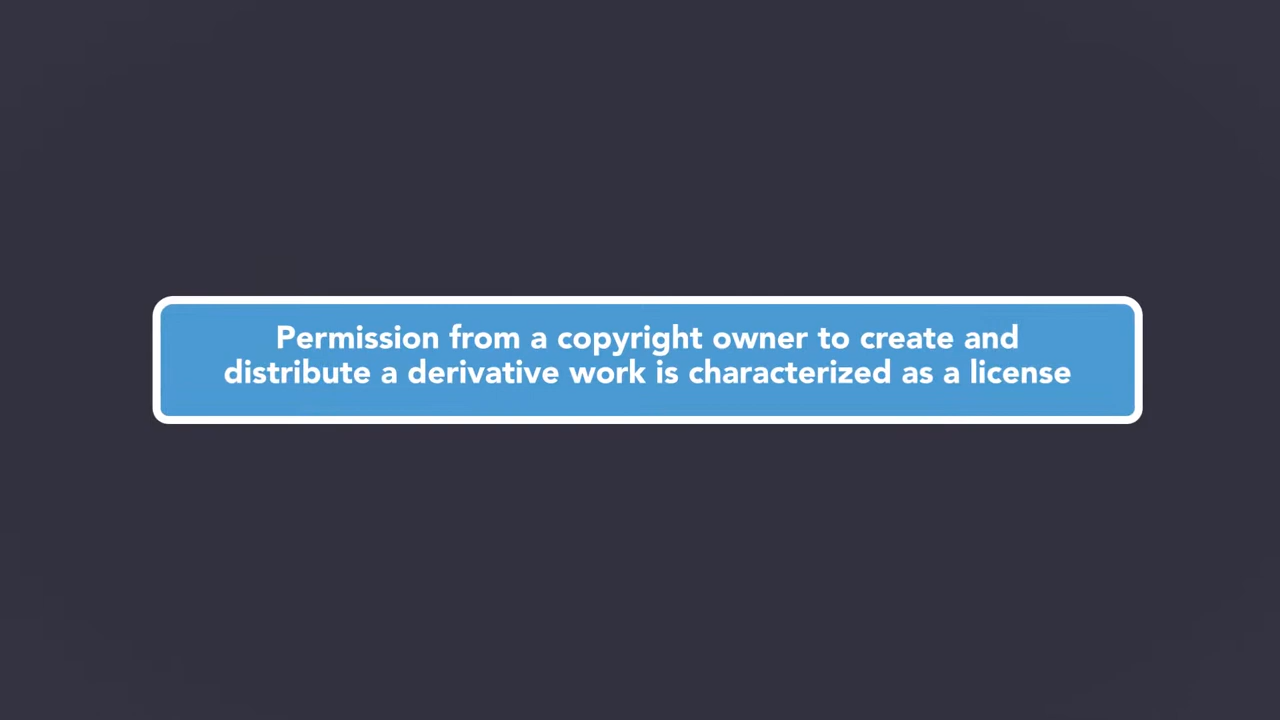 Permission from a copyright owner to create and
distribute a derivative work is characterized as a license